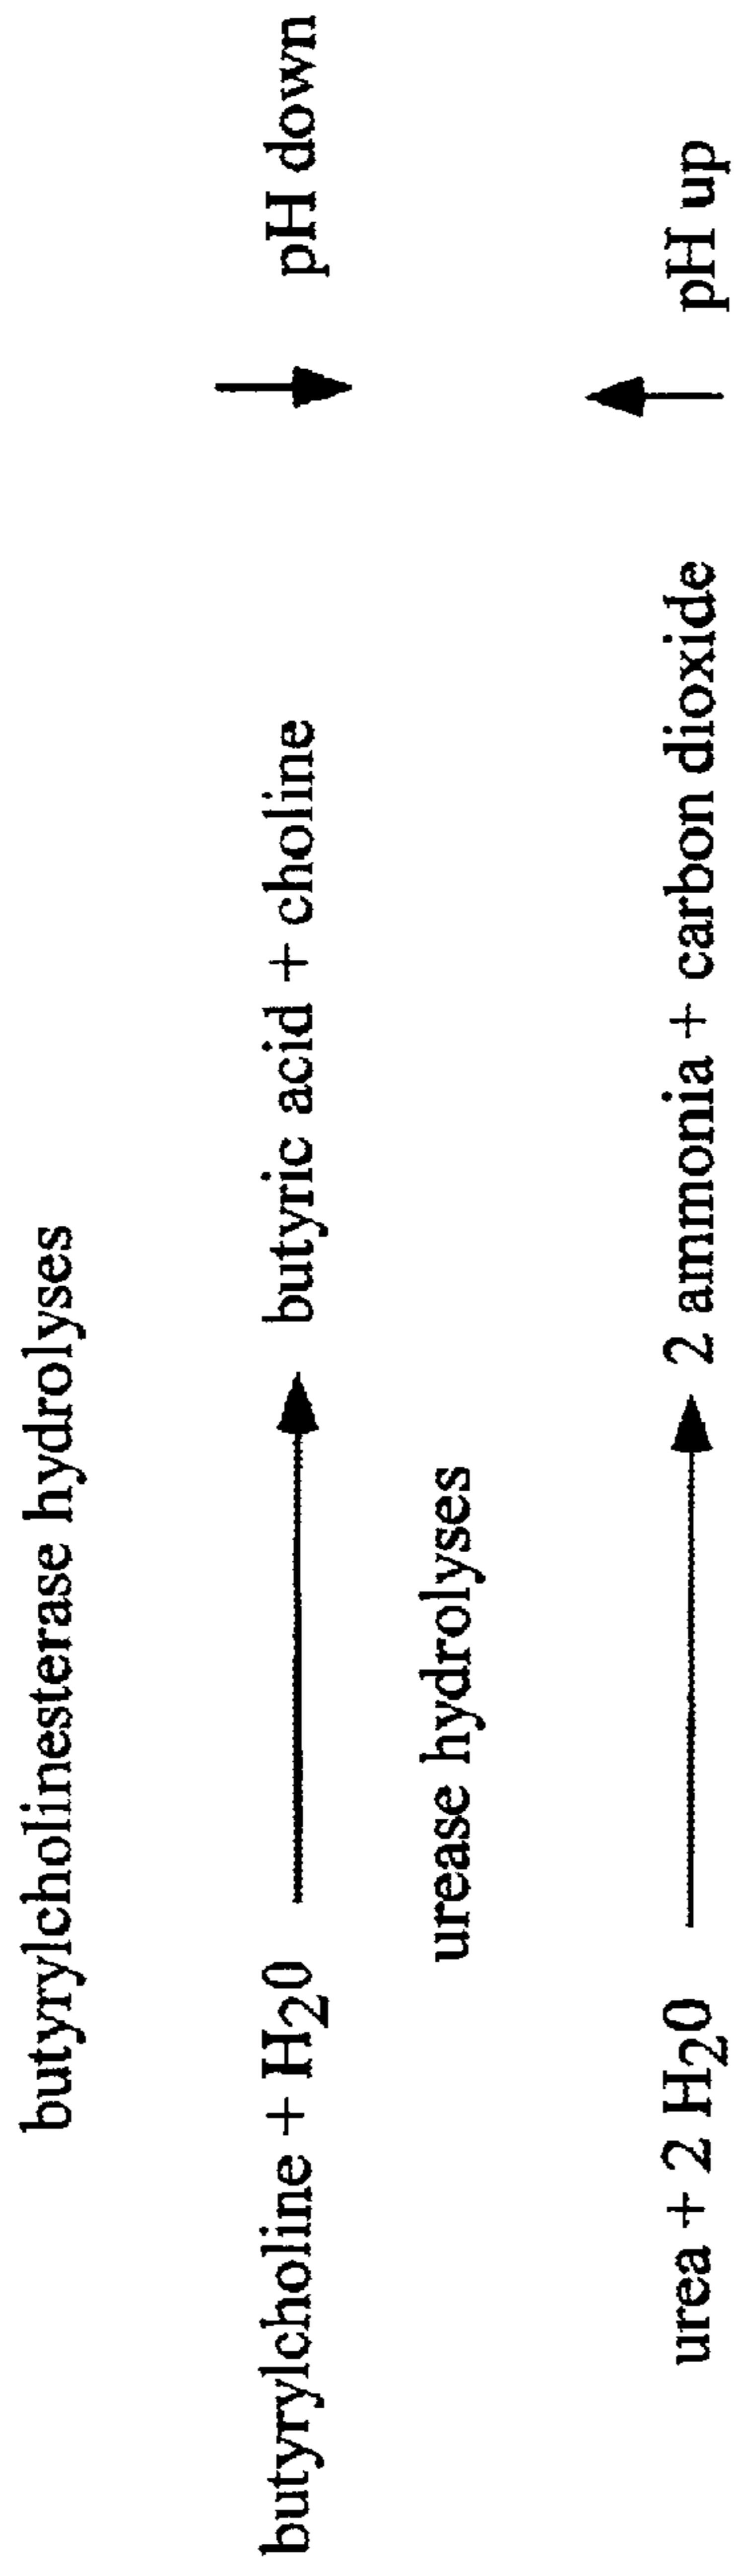 butyrylcholinesterase hydrolyses
butyrylcholine + H20 butyric acid + choline pH down
urease hydrolyses
urea + 2 H20 2 ammonia + carbon dioxide pH up